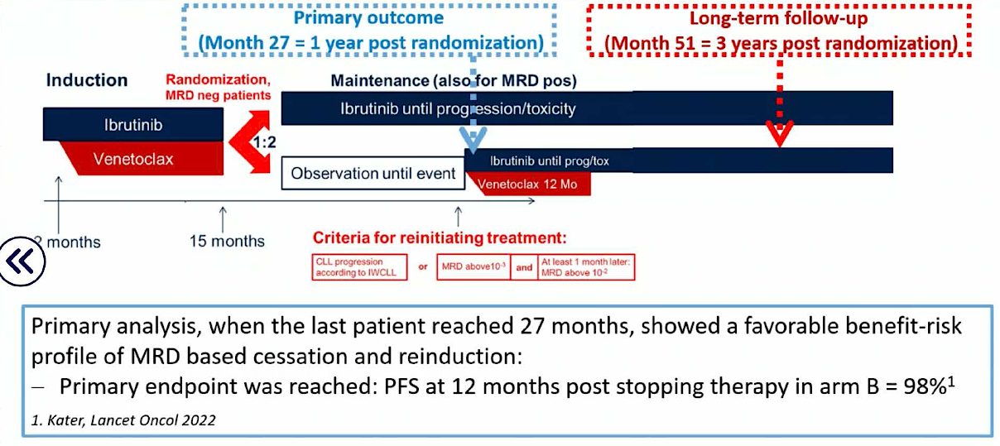 Primary outcome
(Month 27 = 1 year post randomization)
Long-term follow-up
(Month 51 = 3 years post randomization)
Induction
Randomization,
MRD neg patients
Maintenance (also for MRD pos)
Ibrutinib
Venetoclax
1:2
Ibrutinib until progression/toxicity
Observation until event
Ibrutinib until prog/tox
Venetoclax 12 Mo
2 months
15 months
Criteria for reinitiating treatment:
CLL progression
according to IWCLL
or
MRD above10⁻³
and
At least 1 month later:
MRD above 10⁻²
Primary analysis, when the last patient reached 27 months, showed a favorable benefit-risk
profile of MRD based cessation and reinduction:
– Primary endpoint was reached: PFS at 12 months post stopping therapy in arm B = 98%¹
1. Kater, Lancet Oncol 2022